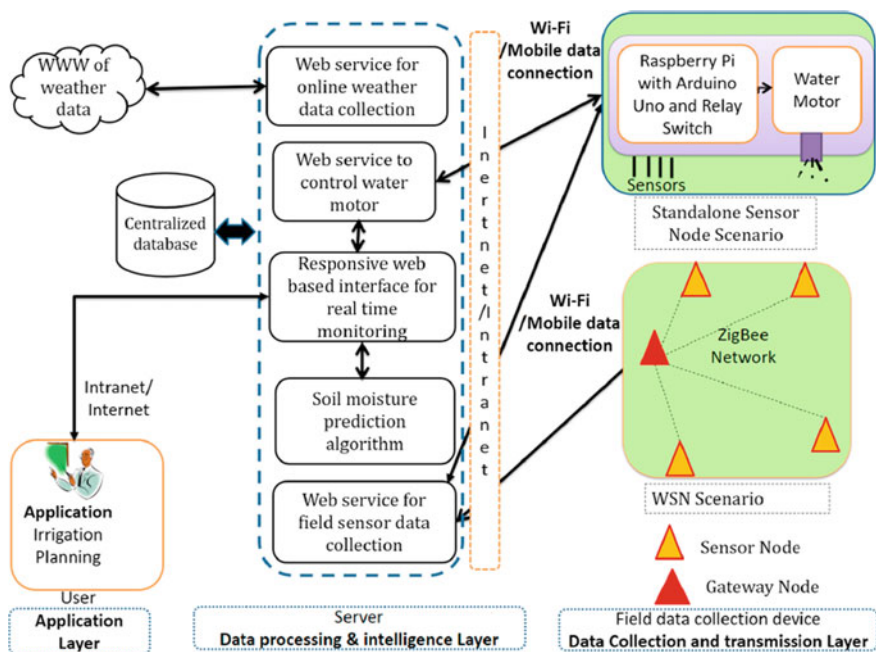 WWW of
weather
data
Centralized
database
Intranet/
Internet
Application
Irrigation
Planning
User
Application
Layer
Web service for
online weather
data collection
Web service to
control water
motor
Responsive web
based interface for
real time
monitoring
Soil moisture
prediction
algorithm
Web service for
field sensor data
collection
Server
Data processing & intelligence Layer
Inertnet/Intranet
Wi-Fi
/Mobile data
connection
Wi-Fi
/Mobile data
connection
Raspberry Pi
with Arduino
Uno and Relay
Switch
Water
Motor
Sensors
Standalone Sensor
Node Scenario
ZigBee
Network
WSN Scenario
Sensor Node
Gateway Node
Field data collection device
Data Collection and transmission Layer